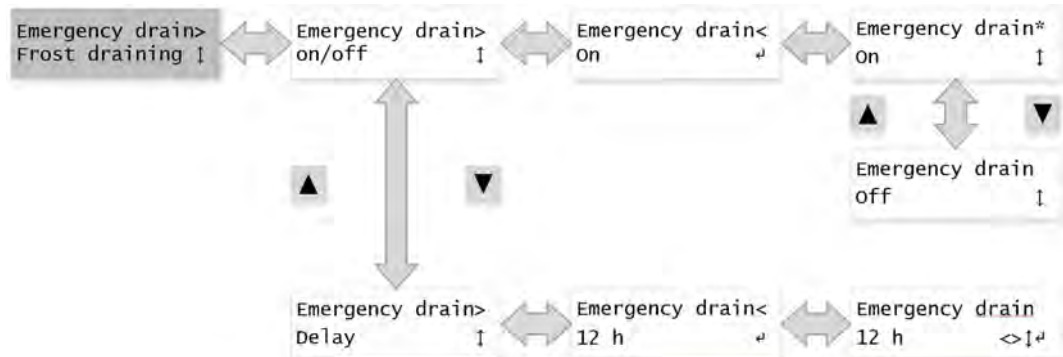 Emergency drain>
Frost draining ↕
Emergency drain>
on/off ↕
Emergency drain<
On ↵
Emergency drain*
On ↕
▲ ▼
Emergency drain
Off ↕
▲ ▼
Emergency drain>
Delay ↕
Emergency drain<
12 h ↵
Emergency drain
12 h <>↕↵